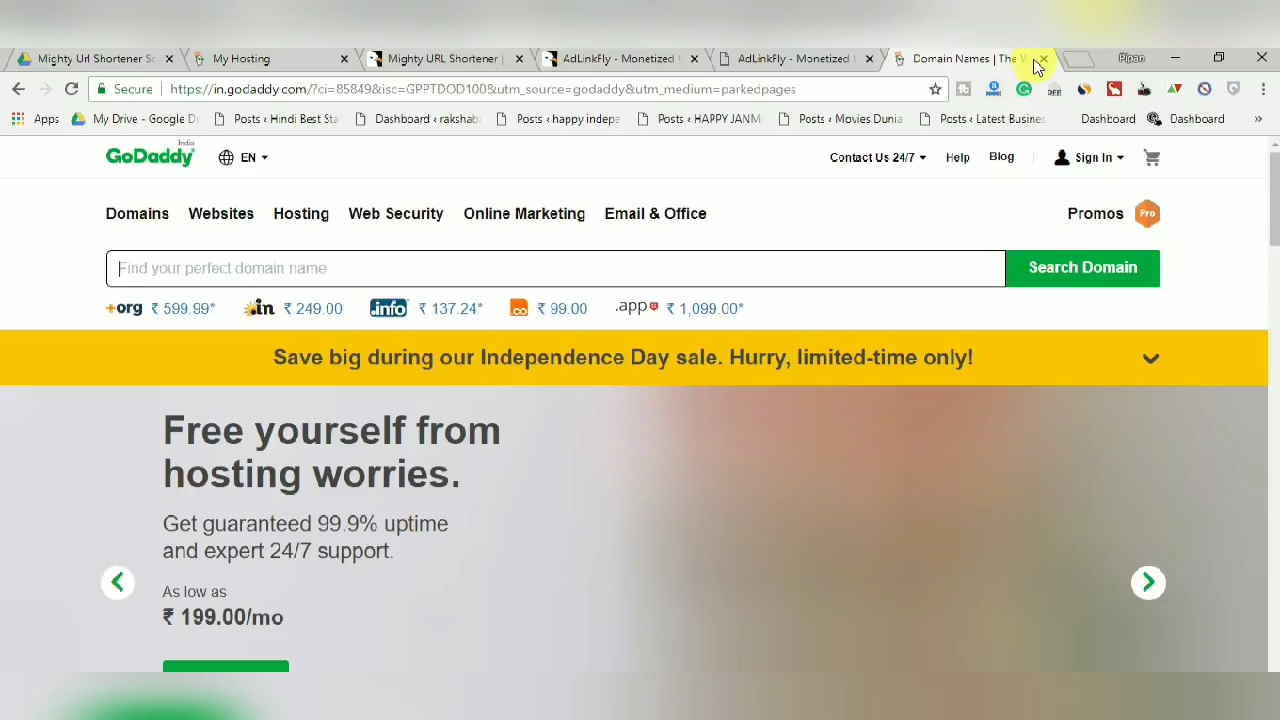 Mighty Url Shortener Sc
My Hosting
Mighty URL Shortener |
AdLinkFly - Monetized
AdLinkFly - Monetized U
Domain Names | The
Ripan
Secure
https://in.godaddy.com/?ci=85849&isc=GPPTDOD100&utm_source=godaddy&utm_medium=parkedpages
Apps
My Drive - Google D
Posts ‹ Hindi Best Sta
Dashboard ‹ rakshab
Posts ‹ happy indepe
Posts ‹ HAPPY JANM
Posts ‹ Movies Dunia
Posts ‹ Latest Busines
Dashboard
Dashboard
»
India
GoDaddy
EN
Contact Us 24/7
Help
Blog
Sign In
Domains Websites Hosting Web Security Online Marketing Email & Office
Promos
Pro
Find your perfect domain name
Search Domain
+org ₹ 599.99*
.in ₹ 249.00
.info ₹ 137.24*
.co ₹ 99.00
.app ₹ 1,099.00*
Save big during our Independence Day sale. Hurry, limited-time only!
Free yourself from
hosting worries.
Get guaranteed 99.9% uptime
and expert 24/7 support.
As low as
₹ 199.00/mo